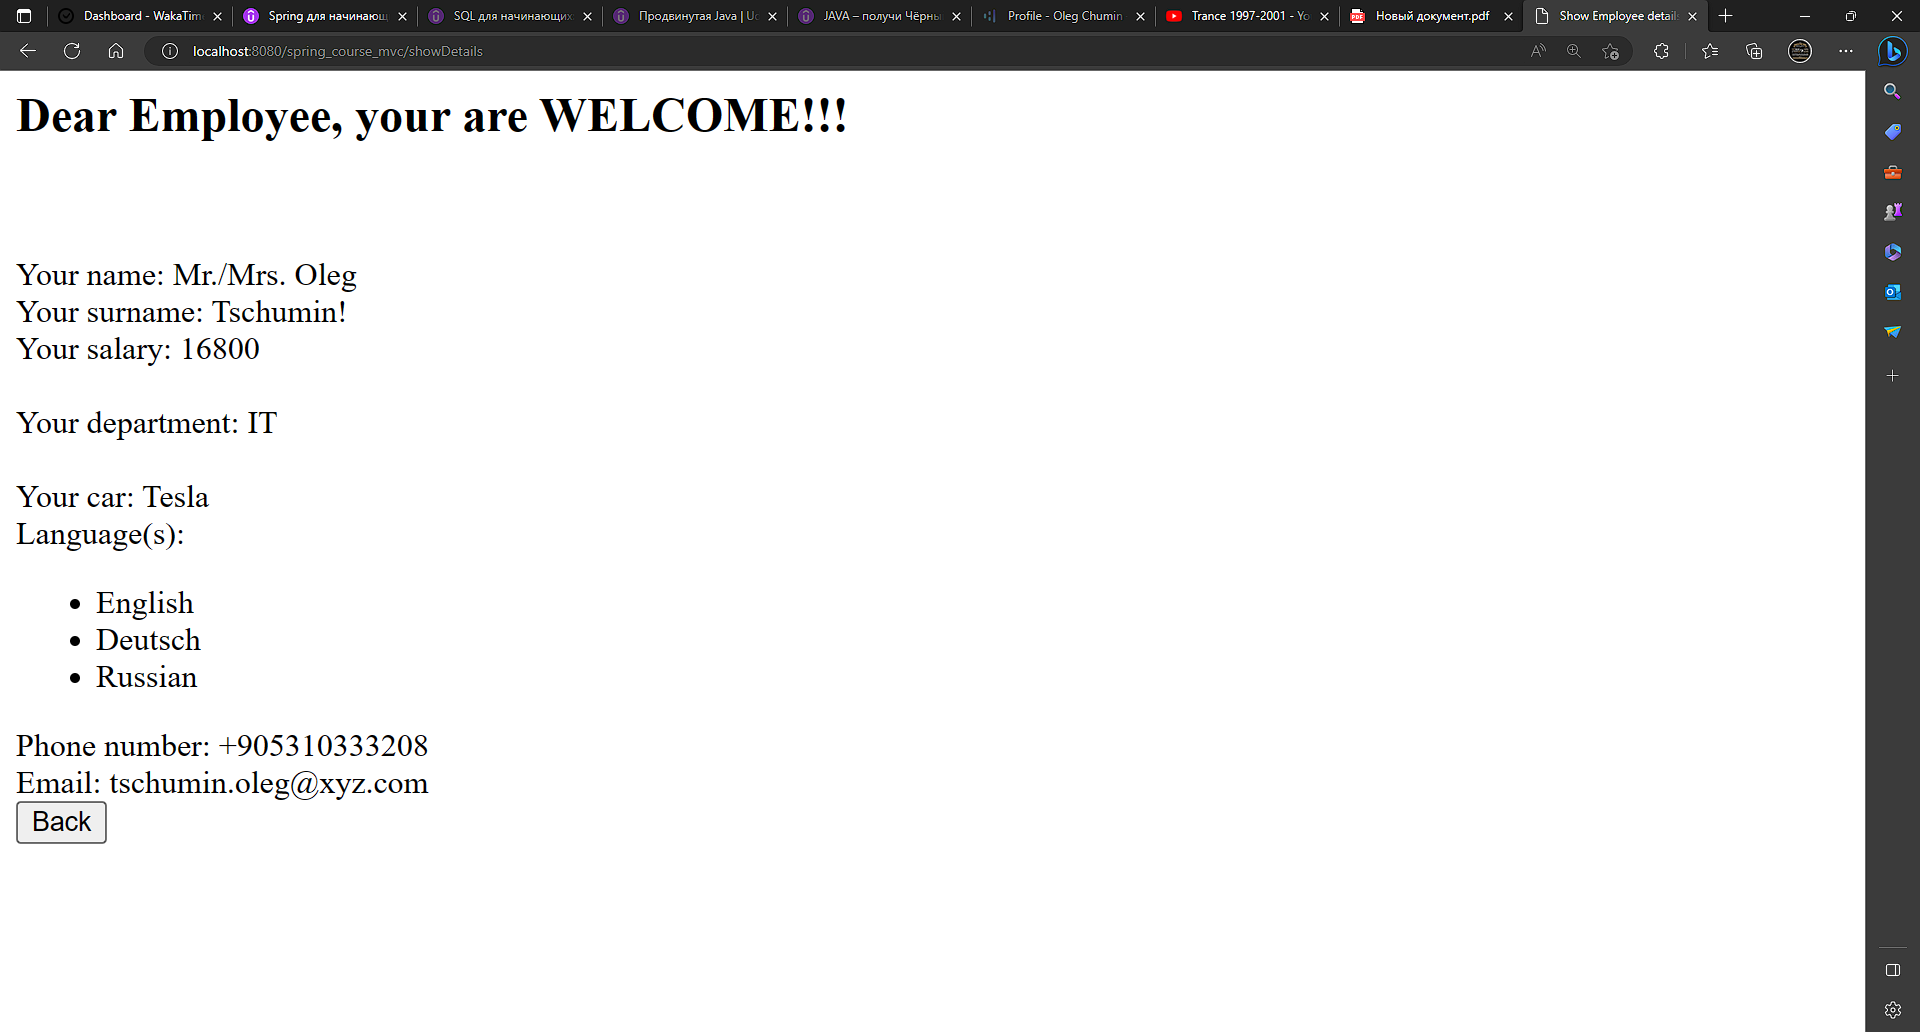 Dashboard - WakaTim
Spring для начинающ
SQL для начинающих
Продвинутая Java | U
JAVA – получи Чёрны
Profile - Oleg Chumin
Trance 1997-2001 - Yo
Новый документ.pdf
Show Employee detail
localhost:8080/spring_course_mvc/showDetails
Dear Employee, your are WELCOME!!!
Your name: Mr./Mrs. Oleg
Your surname: Tschumin!
Your salary: 16800
Your department: IT
Your car: Tesla
Language(s):
English
Deutsch
Russian
Phone number: +905310333208
Email: tschumin.oleg@xyz.com
Back